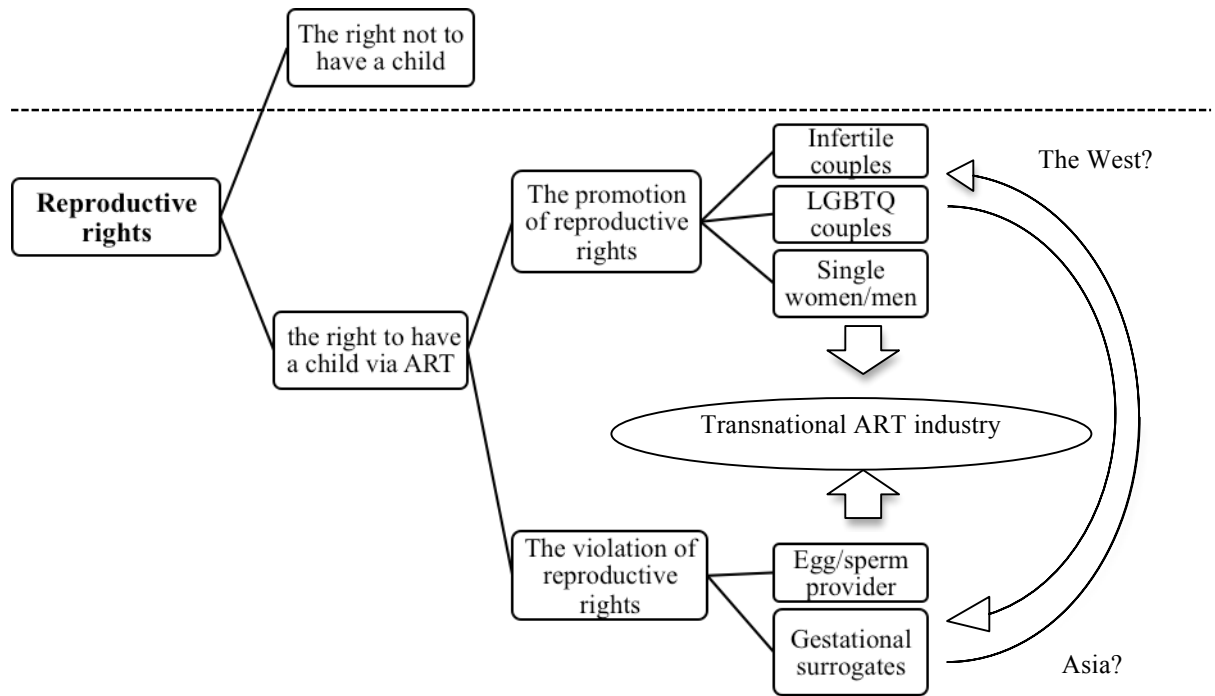 The right not to
have a child
Reproductive
rights
the right to have
a child via ART
The promotion
of reproductive
rights
The violation of
reproductive
rights
Infertile
couples
LGBTQ
couples
Single
women/men
The West?
Transnational ART industry
Egg/sperm
provider
Gestational
surrogates
Asia?